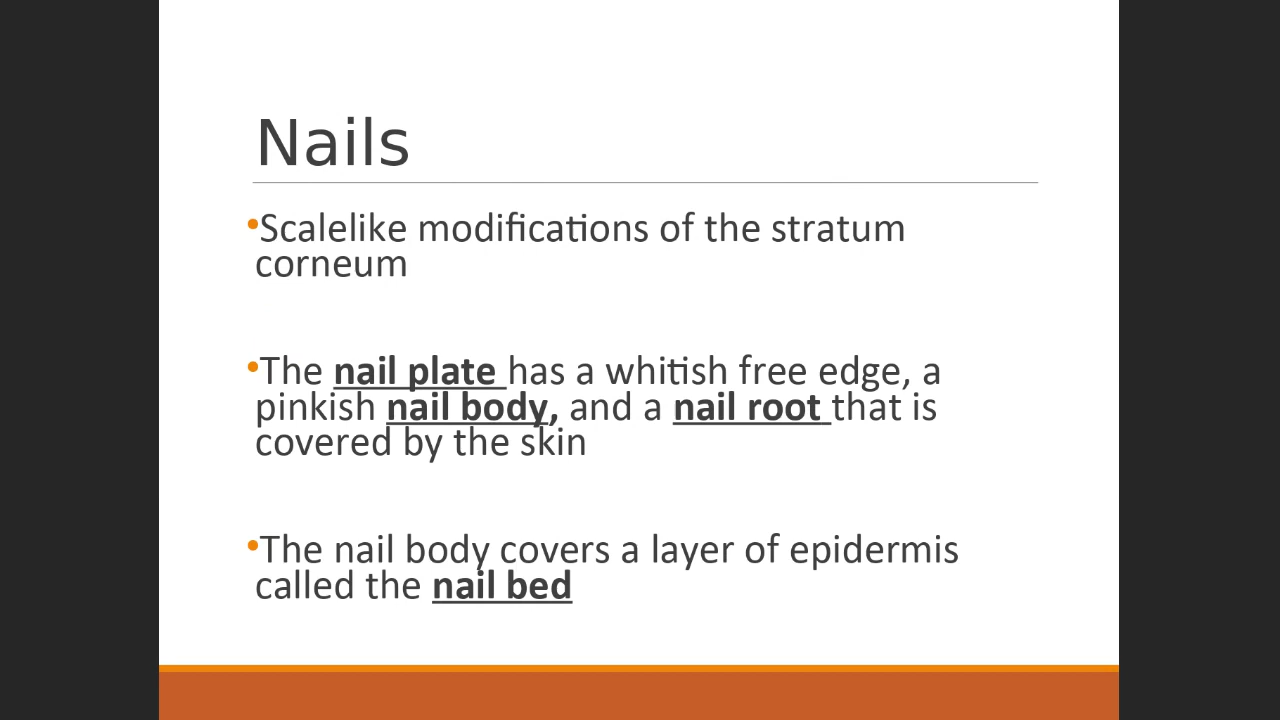 Nails
•Scalelike modifications of the stratum
corneum
•The nail plate has a whitish free edge, a
pinkish nail body, and a nail root that is
covered by the skin
•The nail body covers a layer of epidermis
called the nail bed